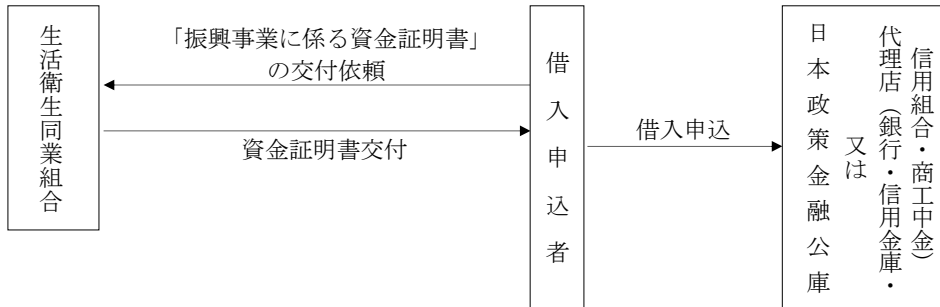 生活衛生同業組合
「振興事業に係る資金証明書」
の交付依頼
資金証明書交付
借入申込者
借入申込
日本政策金融公庫
又は
代理店（銀行・信用金庫・
信用組合・商工中金）